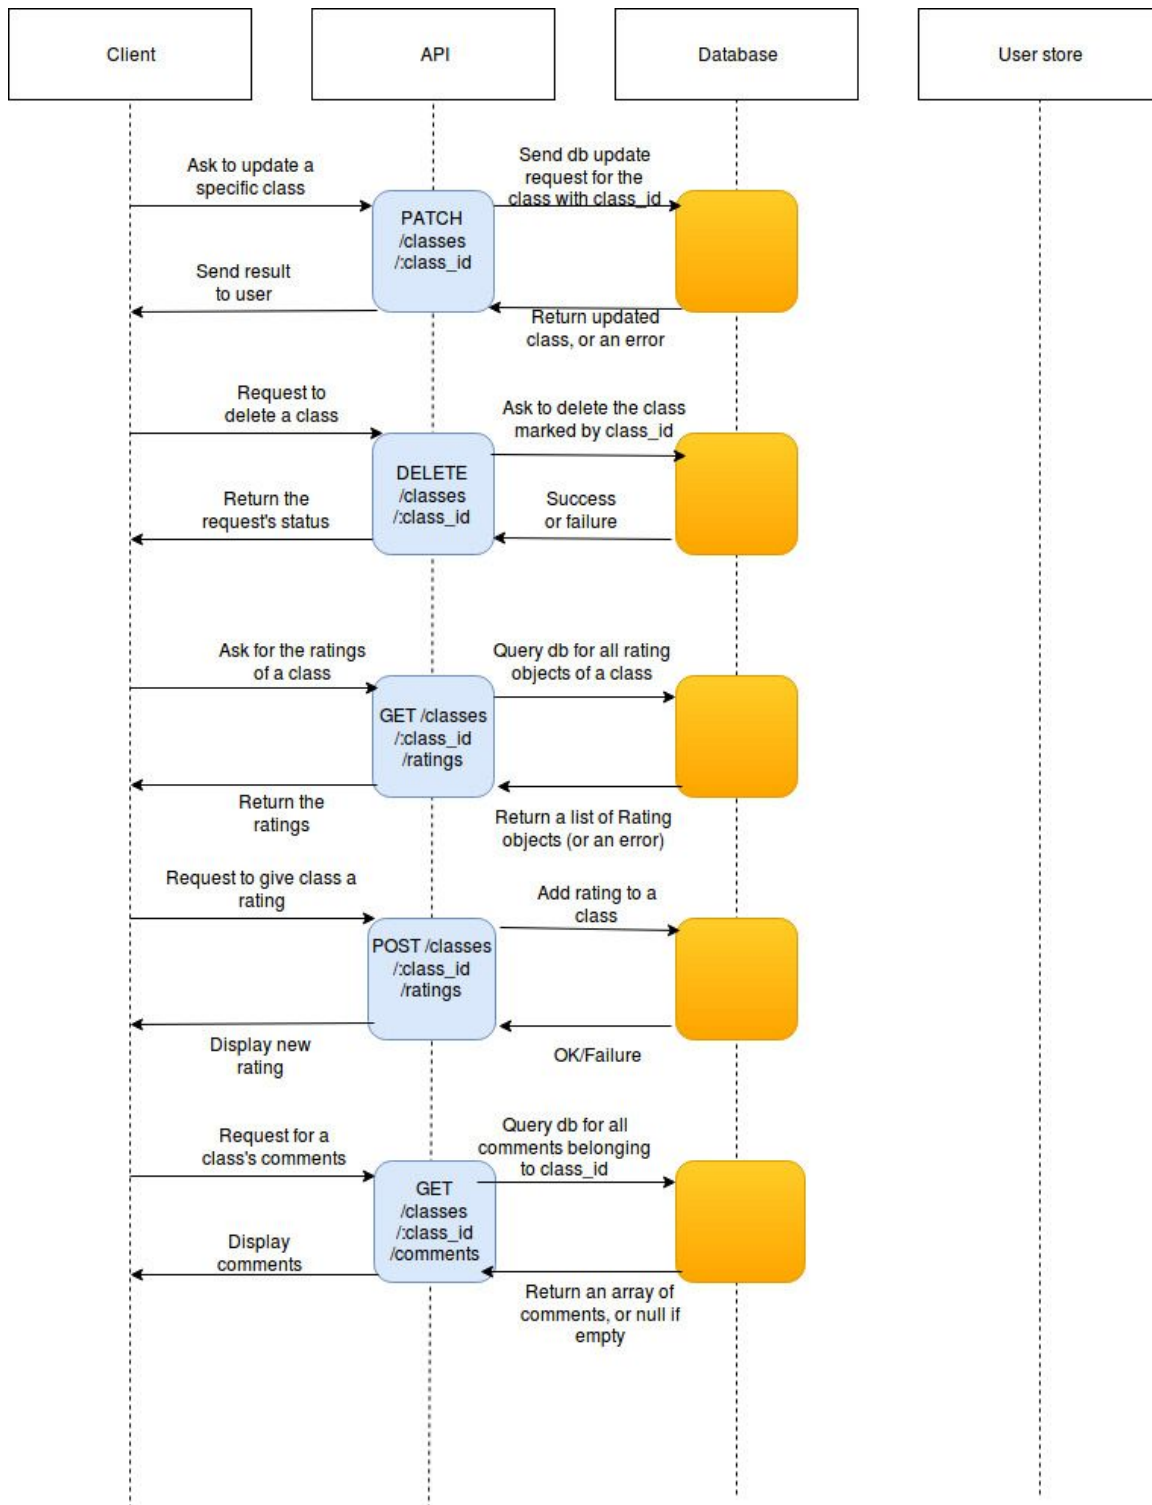 Client
API
Database
User store
Ask to update a
specific class
Send db update
request for the
class with class_id
PATCH
/classes
/:class_id
Send result
to user
Return updated
class, or an error
Request to
delete a class
Ask to delete the class
marked by class_id
DELETE
/classes
/:class_id
Return the
request's status
Success
or failure
Ask for the ratings
of a class
Query db for all rating
objects of a class
GET /classes
/:class_id
/ratings
Return the
ratings
Return a list of Rating
objects (or an error)
Request to give class a
rating
Add rating to a
class
POST /classes
/:class_id
/ratings
Display new
rating
OK/Failure
Request for a
class's comments
Query db for all
comments belonging
to class_id
GET
/classes
/:class_id
/comments
Display
comments
Return an array of
comments, or null if
empty